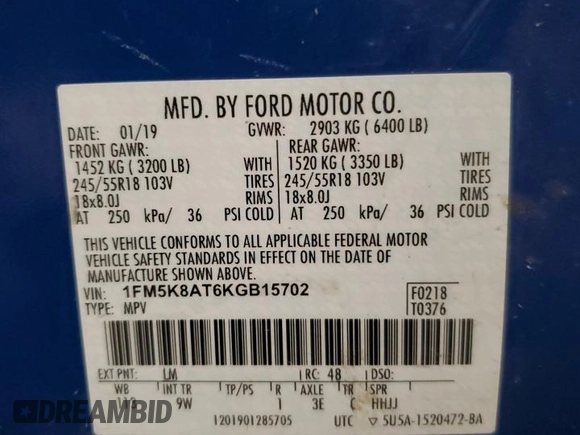 MFD. BY FORD MOTOR CO.
DATE: 01/19 GVWR: 2903 KG ( 6400 LB)
FRONT GAWR: REAR GAWR:
1452 KG ( 3200 LB) WITH 1520 KG ( 3350 LB) WITH
245/55R18 103V TIRES 245/55R18 103V TIRES
18x8.0J RIMS 18x8.0J RIMS
AT 250 kPa/ 36 PSI COLD AT 250 kPa/ 36 PSI COLD
THIS VEHICLE CONFORMS TO ALL APPLICABLE FEDERAL MOTOR
VEHICLE SAFETY STANDARDS IN EFFECT ON THE DATE OF
MANUFACTURE SHOWN ABOVE.
VIN: 1FM5K8AT6KGB15702 F0218
TYPE: MPV T0376
EXT PNT: LM RC: 48 DSO:
WB INT TR TP/PS R AXLE TR SPR
9W 1 3E HHJJ
1201901285705 UTC 5U5A-1520472-BA
DREAMBID